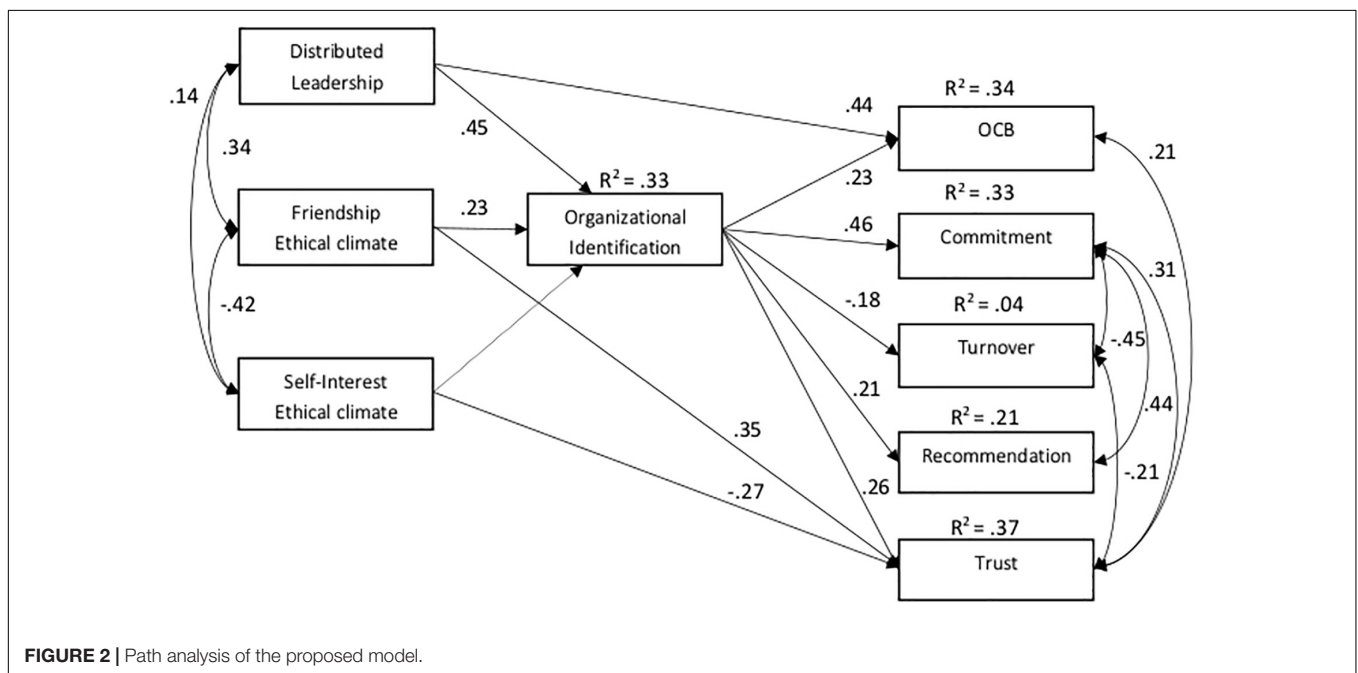 Distributed
Leadership
.14
.34
Friendship
Ethical climate
-.42
Self-Interest
Ethical climate
.45
.23
R² = .33
Organizational
Identification
.44
.23
.46
-.18
.21
.26
.35
-.27
R² = .34
OCB
R² = .33
Commitment
R² = .04
Turnover
R² = .21
Recommendation
R² = .37
Trust
.21
.31
-.45
.44
-.21
FIGURE 2 | Path analysis of the proposed model.